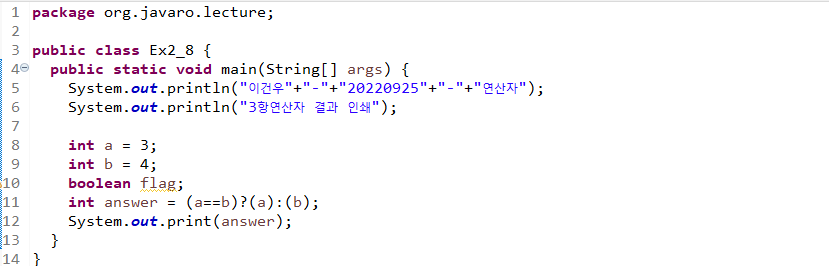 1 package org.javaro.lecture;
2
3 public class Ex2_8 {
4 public static void main(String[] args) {
5 System.out.println("이건우"+"-"+"20220925"+"-"+"연산자");
6 System.out.println("3항연산자 결과 인쇄");
7
8 int a = 3;
9 int b = 4;
10 boolean flag;
11 int answer = (a==b)?(a):(b);
12 System.out.print(answer);
13 }
14 }